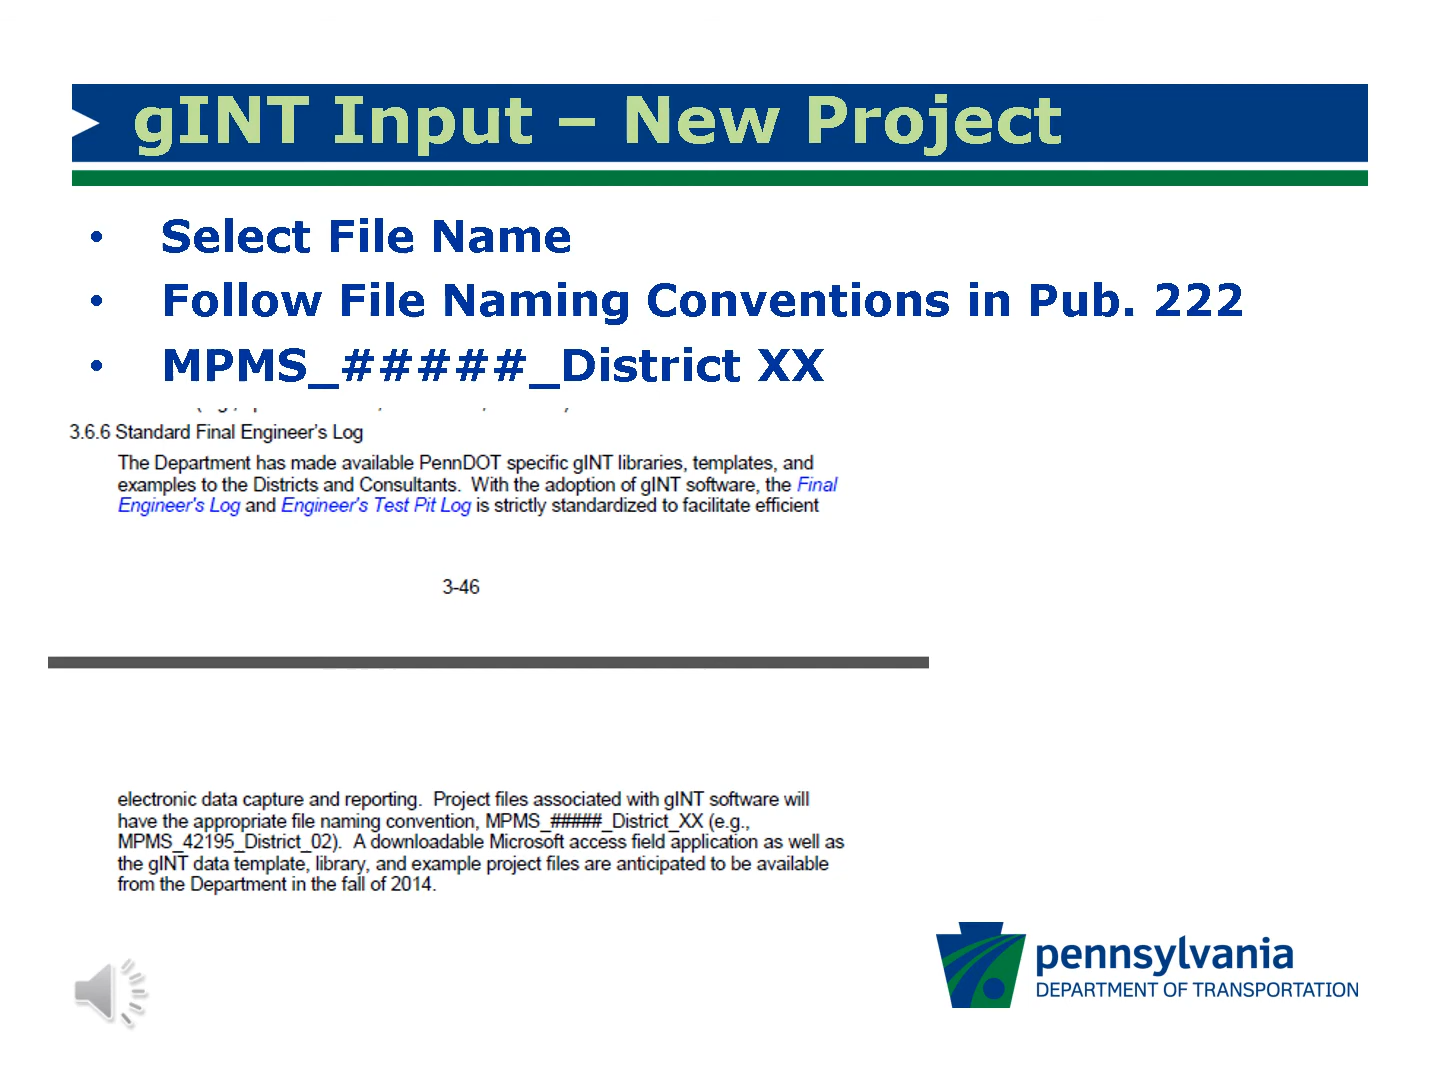 gINT Input – New Project
• Select File Name
• Follow File Naming Conventions in Pub. 222
• MPMS_#####_District XX
3.6.6 Standard Final Engineer's Log
The Department has made available PennDOT specific gINT libraries, templates, and
examples to the Districts and Consultants.  With the adoption of gINT software, the Final
Engineer's Log and Engineer's Test Pit Log is strictly standardized to facilitate efficient
3-46
electronic data capture and reporting.  Project files associated with gINT software will
have the appropriate file naming convention, MPMS_#####_District_XX (e.g.,
MPMS_42195_District_02).  A downloadable Microsoft access field application as well as
the gINT data template, library, and example project files are anticipated to be available
from the Department in the fall of 2014.
pennsylvania
DEPARTMENT OF TRANSPORTATION